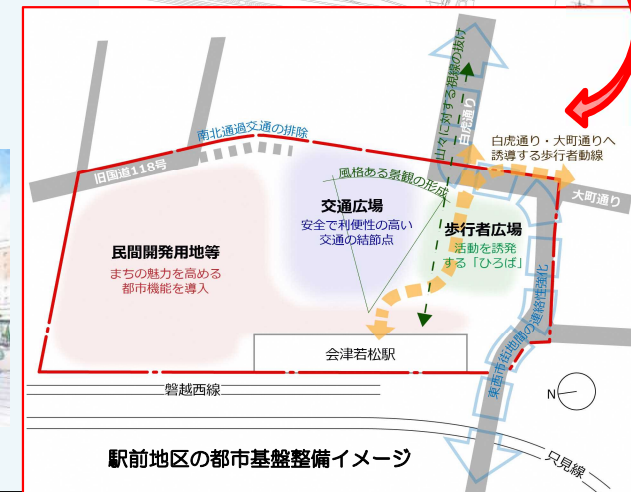 山々に対する視線の抜け
白虎通り
南北通過交通の排除
白虎通り・大町通りへ
誘導する歩行者動線
旧国道118号
風格ある景観の形成
大町通り
交通広場
安全で利便性の高い
交通の結節点
歩行者広場
活動を誘発
する「ひろば」
民間開発用地等
まちの魅力を高める
都市機能を導入
東西市街地間の連絡性強化
会津若松駅
磐越西線
N
只見線
駅前地区の都市基盤整備イメージ